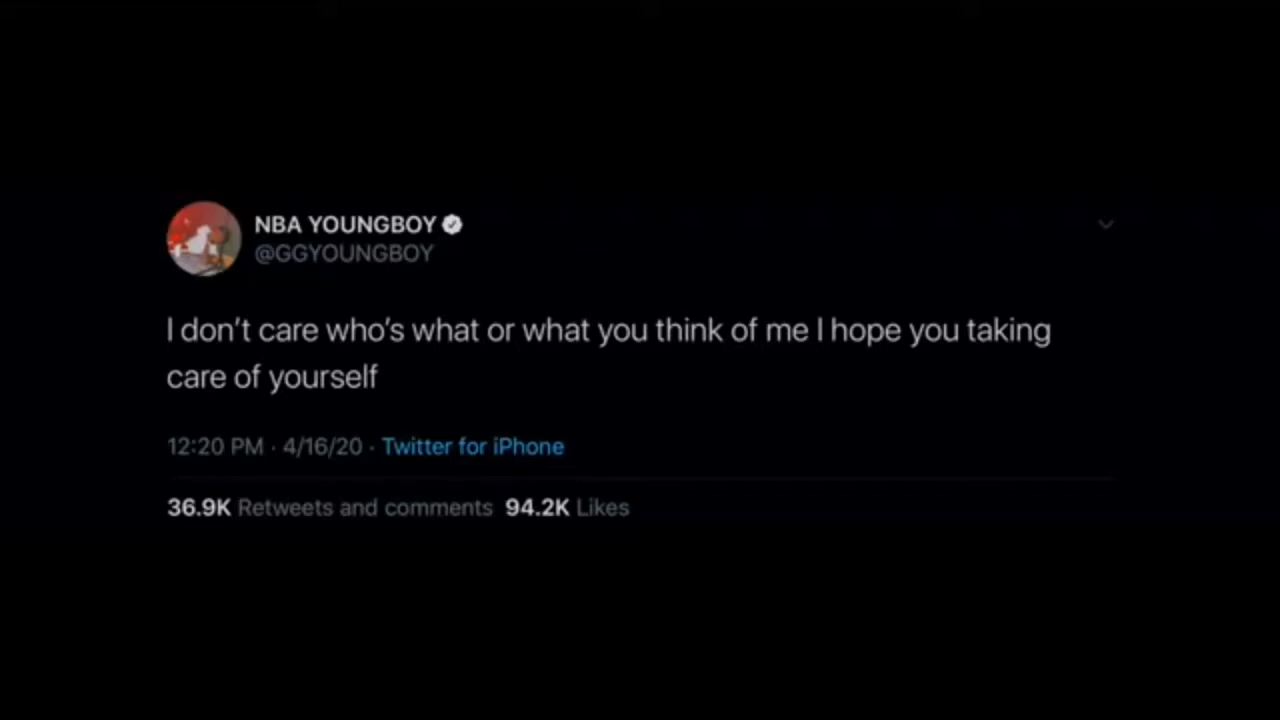 NBA YOUNGBOY
@GGYOUNGBOY
I don’t care who’s what or what you think of me I hope you taking
care of yourself
12:20 PM · 4/16/20 · Twitter for iPhone
36.9K Retweets and comments 94.2K Likes